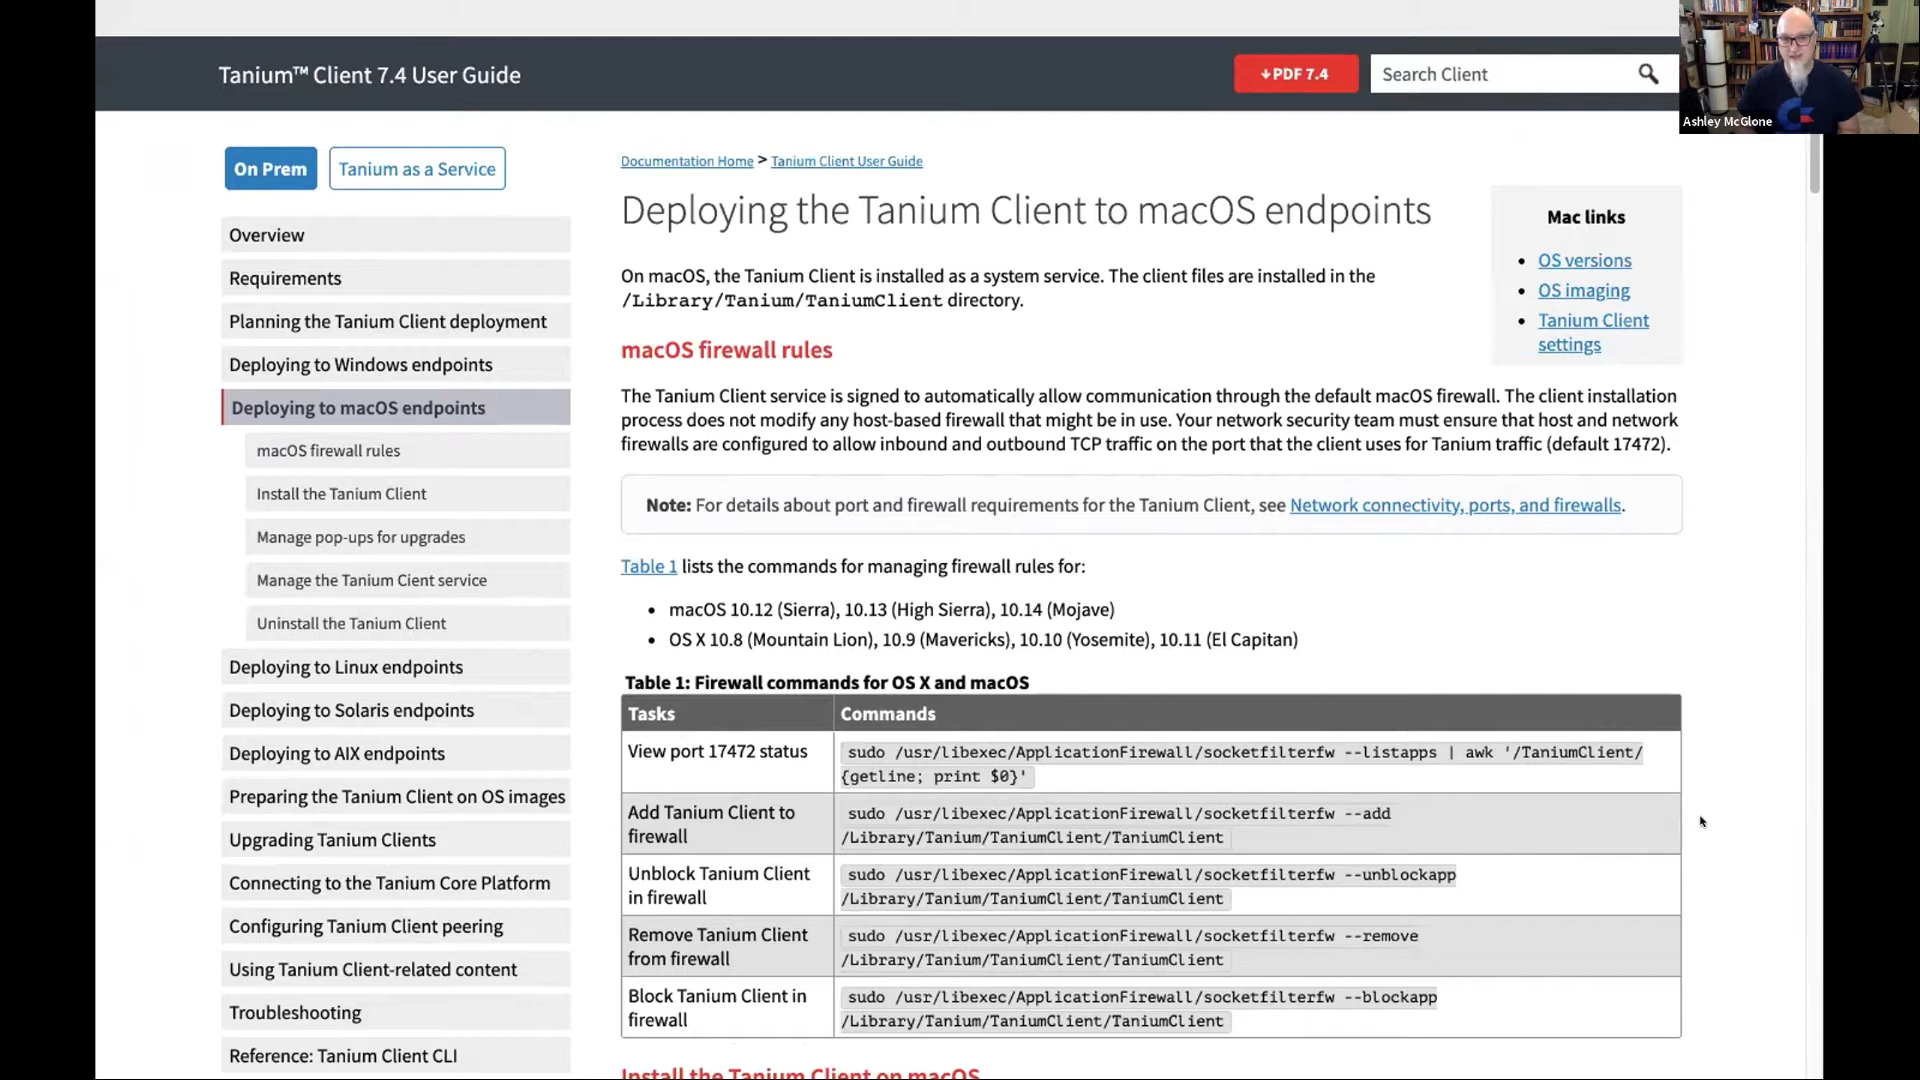 Tanium™ Client 7.4 User Guide
PDF 7.4
Search Client
Ashley McGlone
On Prem
Tanium as a Service
Overview
Requirements
Planning the Tanium Client deployment
Deploying to Windows endpoints
Deploying to macOS endpoints
macOS firewall rules
Install the Tanium Client
Manage pop-ups for upgrades
Manage the Tanium Cient service
Uninstall the Tanium Client
Deploying to Linux endpoints
Deploying to Solaris endpoints
Deploying to AIX endpoints
Preparing the Tanium Client on OS images
Upgrading Tanium Clients
Connecting to the Tanium Core Platform
Configuring Tanium Client peering
Using Tanium Client-related content
Troubleshooting
Reference: Tanium Client CLI
Documentation Home > Tanium Client User Guide
Deploying the Tanium Client to macOS endpoints
On macOS, the Tanium Client is installed as a system service. The client files are installed in the
/Library/Tanium/TaniumClient directory.
Mac links
• OS versions
• OS imaging
• Tanium Client
settings
macOS firewall rules
The Tanium Client service is signed to automatically allow communication through the default macOS firewall. The client installation
process does not modify any host-based firewall that might be in use. Your network security team must ensure that host and network
firewalls are configured to allow inbound and outbound TCP traffic on the port that the client uses for Tanium traffic (default 17472).
Note: For details about port and firewall requirements for the Tanium Client, see Network connectivity, ports, and firewalls.
Table 1 lists the commands for managing firewall rules for:
• macOS 10.12 (Sierra), 10.13 (High Sierra), 10.14 (Mojave)
• OS X 10.8 (Mountain Lion), 10.9 (Mavericks), 10.10 (Yosemite), 10.11 (El Capitan)
Table 1: Firewall commands for OS X and macOS
Tasks
Commands
View port 17472 status
sudo /usr/libexec/ApplicationFirewall/socketfilterfw --listapps | awk '/TaniumClient/
{getline; print $0}'
Add Tanium Client to
firewall
sudo /usr/libexec/ApplicationFirewall/socketfilterfw --add
/Library/Tanium/TaniumClient/TaniumClient
Unblock Tanium Client
in firewall
sudo /usr/libexec/ApplicationFirewall/socketfilterfw --unblockapp
/Library/Tanium/TaniumClient/TaniumClient
Remove Tanium Client
from firewall
sudo /usr/libexec/ApplicationFirewall/socketfilterfw --remove
/Library/Tanium/TaniumClient/TaniumClient
Block Tanium Client in
firewall
sudo /usr/libexec/ApplicationFirewall/socketfilterfw --blockapp
/Library/Tanium/TaniumClient/TaniumClient
Install the Tanium Client on macOS